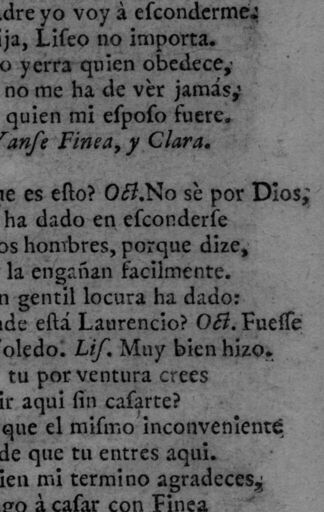 dre yo voy à eſconderme.
ija, Liſeo no importa.
o yerra quien obedece,
no me ha de vèr jamás,
quien mi eſpoſo fuere.
Vanſe Finea, y Clara.
ue es eſto? Oct. No sè por Dios,
ha dado en eſconderſe
os hombres, porque dize,
la engañan facilmente.
n gentil locura ha dado:
nde eſtá Laurencio? Oct. Fueſſe
Toledo. Liſ. Muy bien hizo.
tu por ventura crees
ir aqui ſin caſarte?
que el miſmo inconveniente
de que tu entres aqui.
ien mi termino agradeces,
go à caſar con Finea